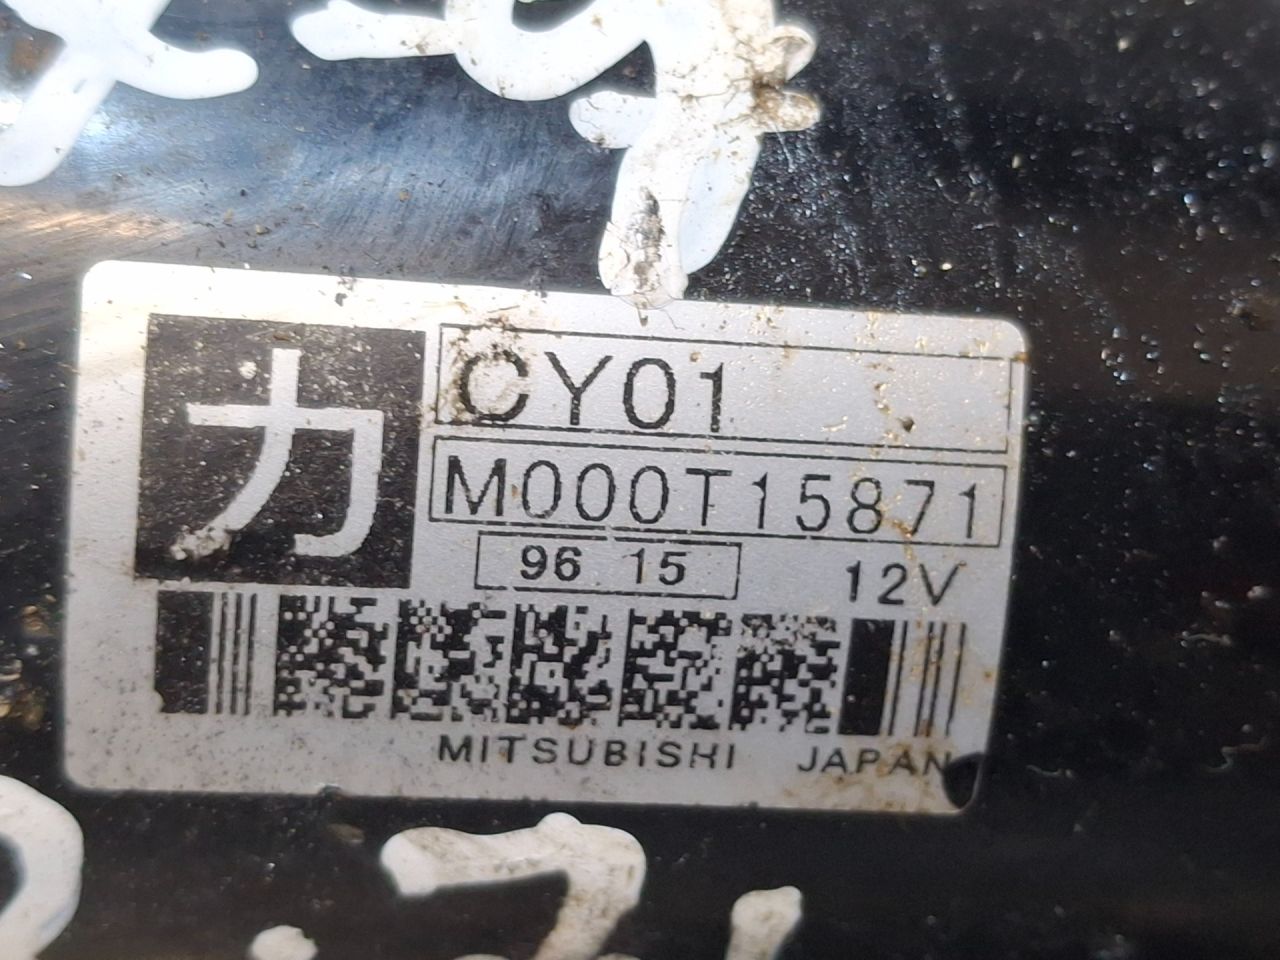 カ
CY01
M000T15871
96 15
12V
MITSUBISHI JAPAN